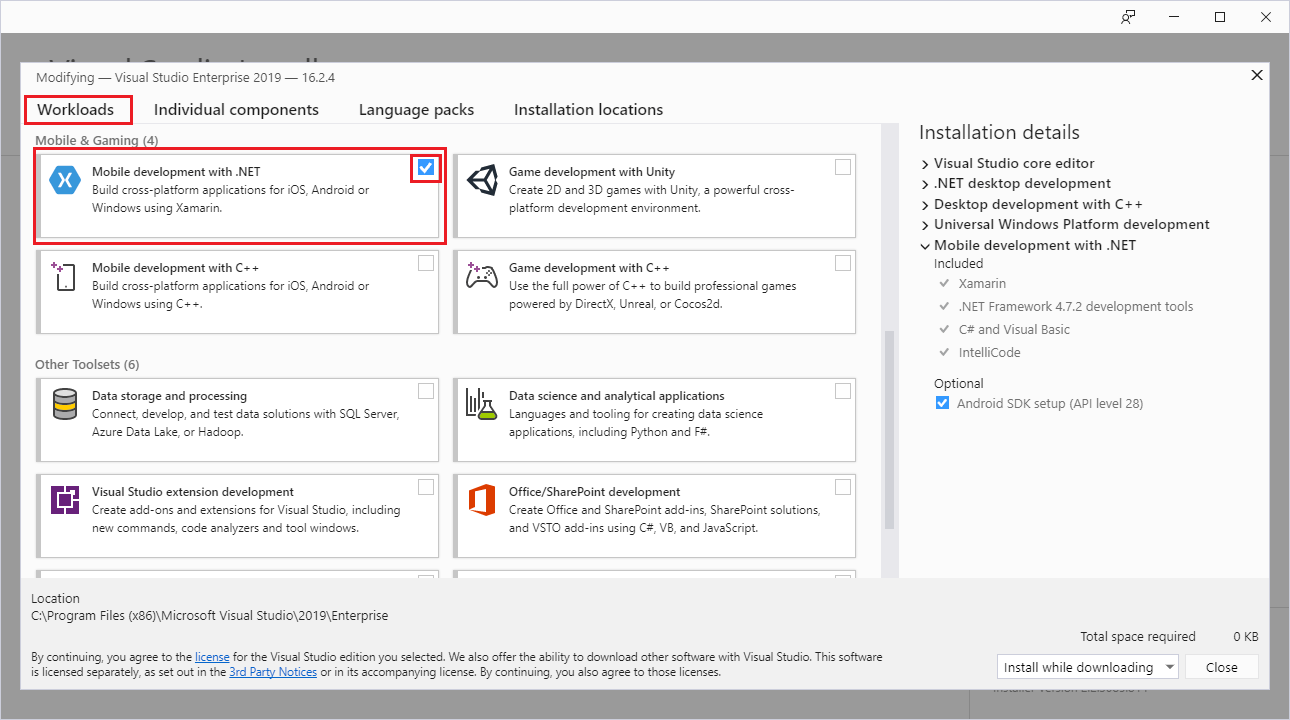 Modifying — Visual Studio Enterprise 2019 — 16.2.4
Workloads
Individual components
Language packs
Installation locations
Mobile & Gaming (4)
Mobile development with .NET
Build cross-platform applications for iOS, Android or
Windows using Xamarin.
Game development with Unity
Create 2D and 3D games with Unity, a powerful cross-
platform development environment.
Mobile development with C++
Build cross-platform applications for iOS, Android or
Windows using C++.
Game development with C++
Use the full power of C++ to build professional games
powered by DirectX, Unreal, or Cocos2d.
Other Toolsets (6)
Data storage and processing
Connect, develop, and test data solutions with SQL Server,
Azure Data Lake, or Hadoop.
Data science and analytical applications
Languages and tooling for creating data science
applications, including Python and F#.
Visual Studio extension development
Create add-ons and extensions for Visual Studio, including
new commands, code analyzers and tool windows.
Office/SharePoint development
Create Office and SharePoint add-ins, SharePoint solutions,
and VSTO add-ins using C#, VB, and JavaScript.
Installation details
Visual Studio core editor
.NET desktop development
Desktop development with C++
Universal Windows Platform development
Mobile development with .NET
Included
Xamarin
.NET Framework 4.7.2 development tools
C# and Visual Basic
IntelliCode
Optional
Android SDK setup (API level 28)
Location
C:\Program Files (x86)\Microsoft Visual Studio\2019\Enterprise
By continuing, you agree to the license for the Visual Studio edition you selected. We also offer the ability to download other software with Visual Studio. This software
is licensed separately, as set out in the 3rd Party Notices or in its accompanying license. By continuing, you also agree to those licenses.
Total space required 0 KB
Install while downloading
Close